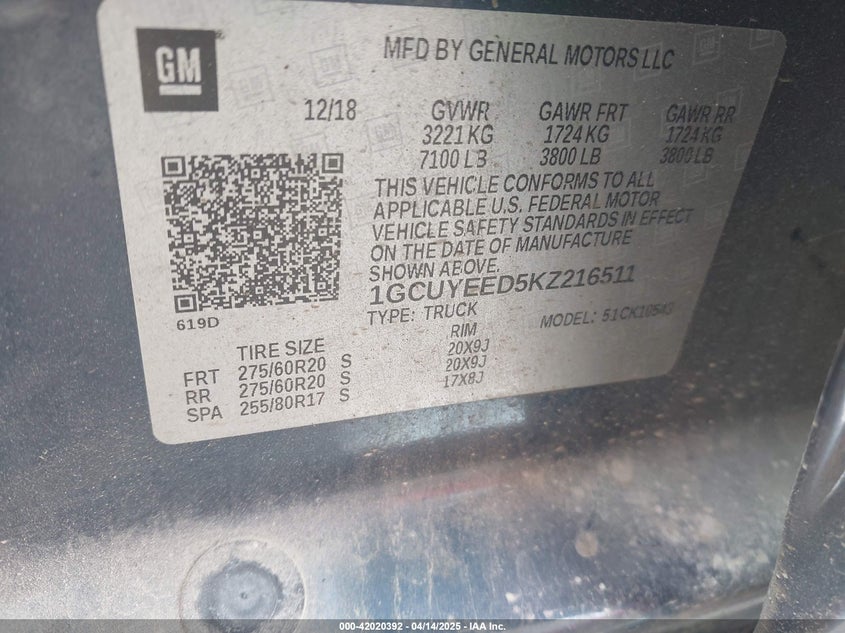 GM
MFD BY GENERAL MOTORS LLC
12/18 GVWR GAWR FRT GAWR RR
3221 KG 1724 KG 1724 KG
7100 LB 3800 LB 3800 LB
THIS VEHICLE CONFORMS TO ALL
APPLICABLE U.S. FEDERAL MOTOR
VEHICLE SAFETY STANDARDS IN EFFECT
ON THE DATE OF MANUFACTURE
SHOWN ABOVE.
1GCUYEED5KZ216511
619D
TYPE: TRUCK MODEL: 51CK10543
TIRE SIZE RIM
FRT 275/60R20 S 20X9J
RR 275/60R20 S 20X9J
SPA 255/80R17 S 17X8J
000-42020392 - 04/14/2025 - IAA Inc.